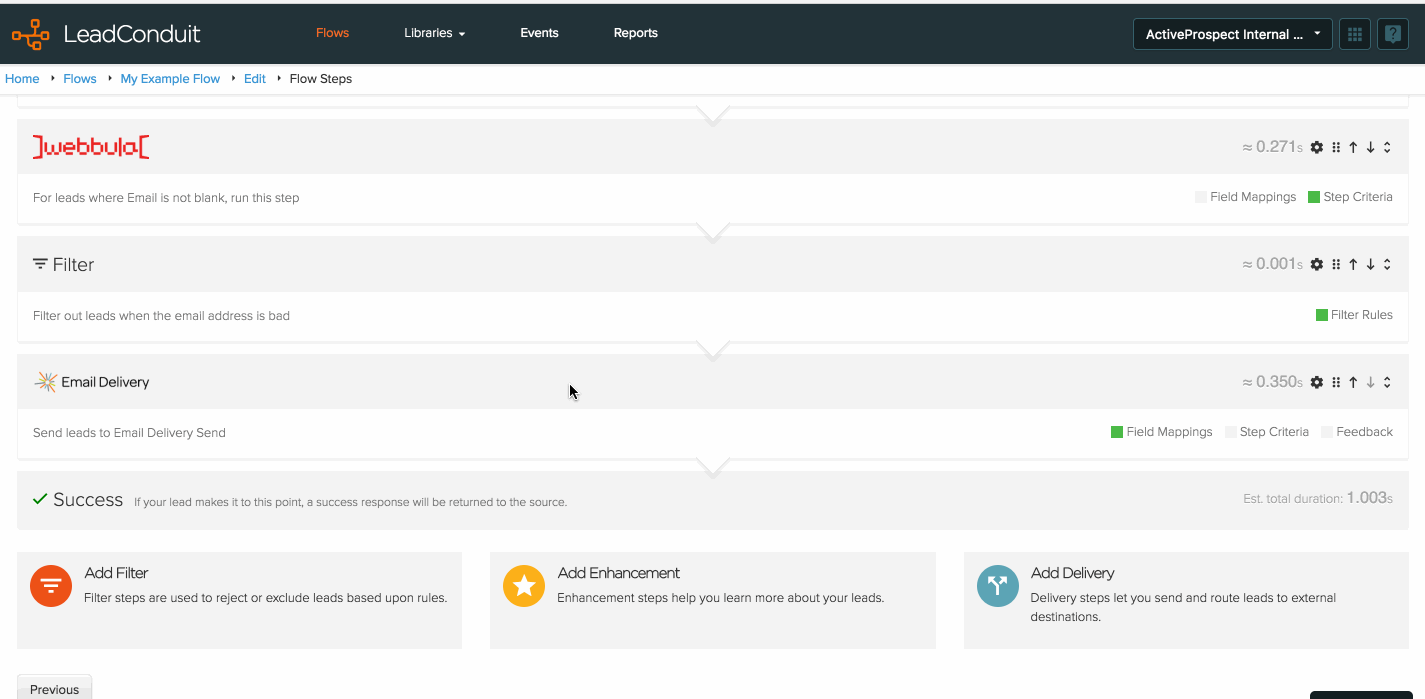 LeadConduit
Flows
Libraries
Events
Reports
ActiveProspect Internal ...
Home
Flows
My Example Flow
Edit
Flow Steps
]webbula[
≈ 0.271s
For leads where Email is not blank, run this step
Field Mappings
Step Criteria
Filter
≈ 0.001s
Filter out leads when the email address is bad
Filter Rules
Email Delivery
≈ 0.350s
Send leads to Email Delivery Send
Field Mappings
Step Criteria
Feedback
Success
If your lead makes it to this point, a success response will be returned to the source.
Est. total duration: 1.003s
Add Filter
Filter steps are used to reject or exclude leads based upon rules.
Add Enhancement
Enhancement steps help you learn more about your leads.
Add Delivery
Delivery steps let you send and route leads to external
destinations.
Previous